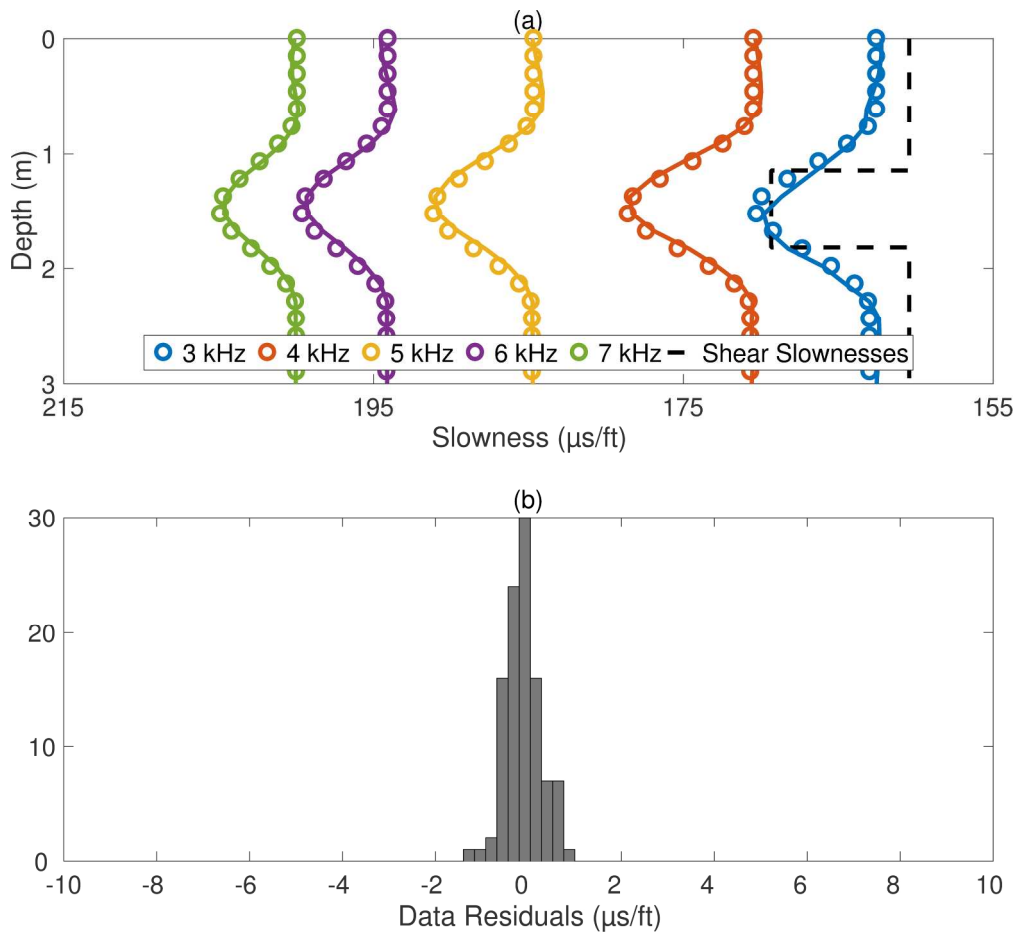 (a)
0
1
2
3
Depth (m)
3 kHz 4 kHz 5 kHz 6 kHz 7 kHz Shear Slownesses
215 195 175 155
Slowness (µs/ft)
(b)
30
20
10
0
-10 -8 -6 -4 -2 0 2 4 6 8 10
Data Residuals (µs/ft)